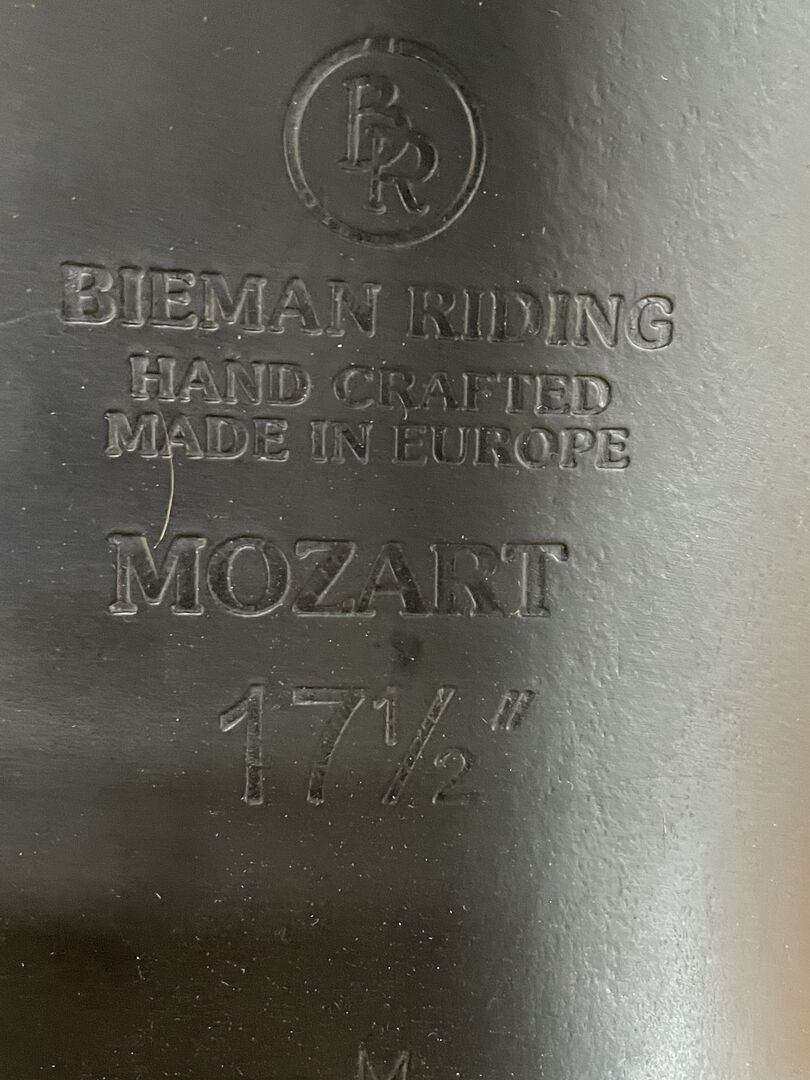 BR
BIEMAN RIDING
HAND CRAFTED
MADE IN EUROPE
MOZART
17½"
M